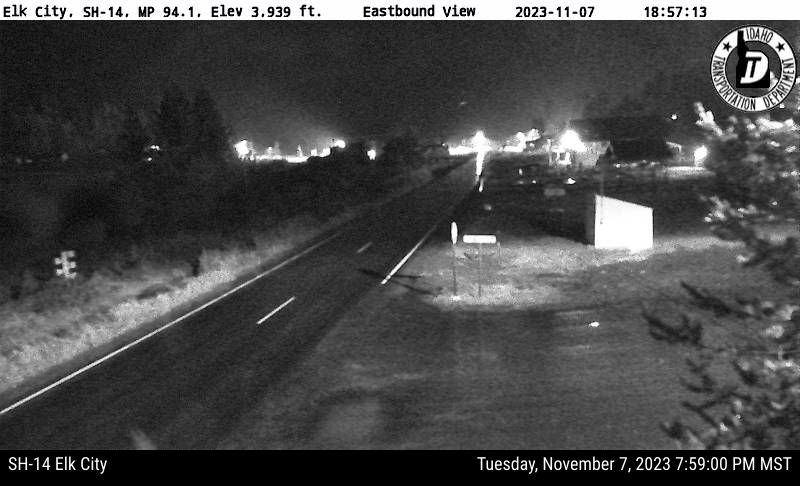 Elk City, SH-14, MP 94.1, Elev 3,939 ft. Eastbound View 2023-11-07 18:57:13
IDAHO
TRANSPORTATION DEPARTMENT
SH-14 Elk City Tuesday, November 7, 2023 7:59:00 PM MST